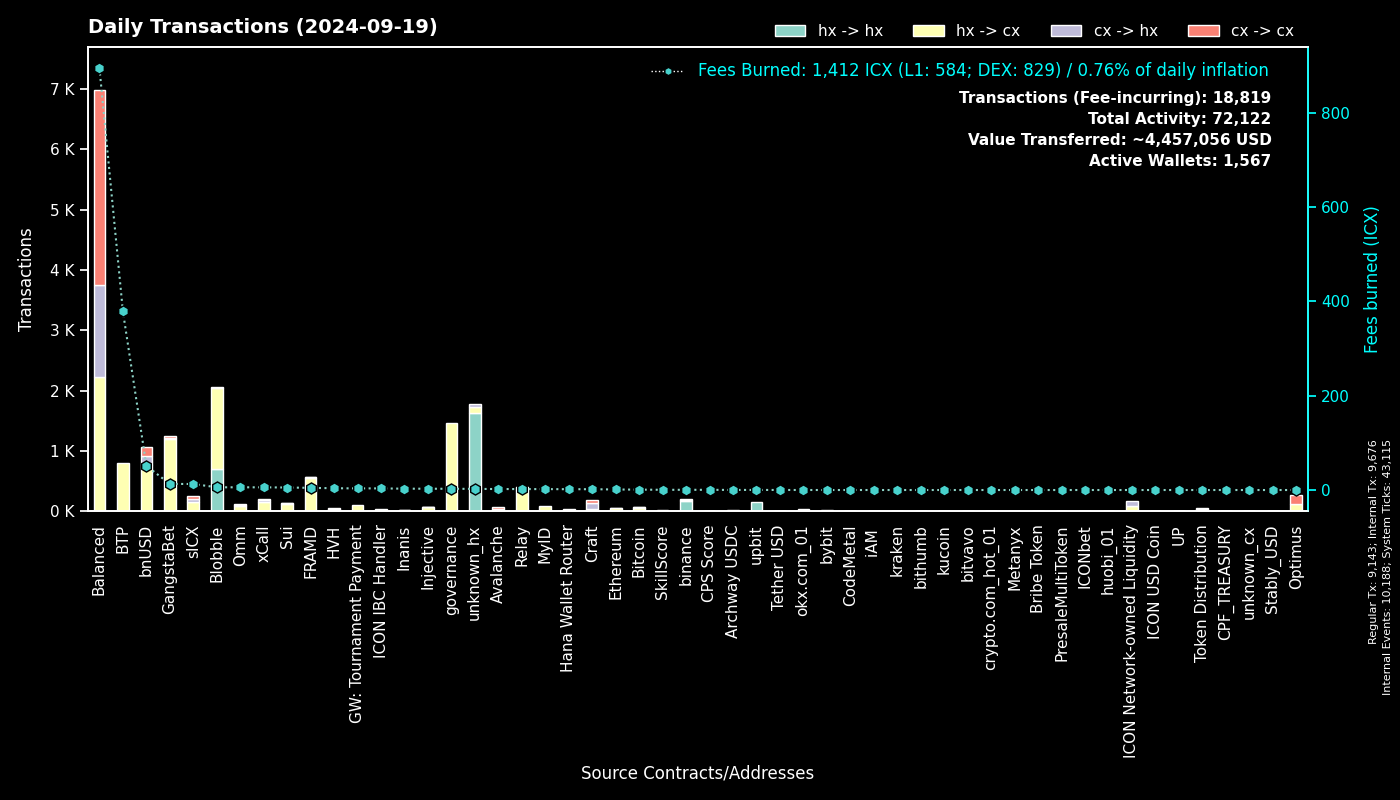 Daily Transactions (2024-09-19)
hx -> hx
hx -> cx
cx -> hx
cx -> cx
Fees Burned: 1,412 ICX (L1: 584; DEX: 829) / 0.76% of daily inflation
Transactions (Fee-incurring): 18,819
Total Activity: 72,122
Value Transferred: ~4,457,056 USD
Active Wallets: 1,567
Transactions
7 K
6 K
5 K
4 K
3 K
2 K
1 K
0 K
Fees burned (ICX)
800
600
400
200
0
Balanced
BTP
bnUSD
GangstaBet
sICX
Blobble
Omm
xCall
Sui
FRAMD
HVH
GW: Tournament Payment
ICON IBC Handler
Inanis
Injective
governance
unknown_hx
Avalanche
Relay
MyID
Hana Wallet Router
Craft
Ethereum
Bitcoin
SkillScore
binance
CPS Score
Archway USDC
upbit
Tether USD
okx.com_01
bybit
CodeMetal
iAM
kraken
bithumb
kucoin
bitvavo
crypto.com_hot_01
Metanyx
Bribe Token
PresaleMultiToken
ICONbet
huobi_01
ICON Network-owned Liquidity
ICON USD Coin
UP
Token Distribution
CPF_TREASURY
unknown_cx
Stably_USD
Optimus
Source Contracts/Addresses
Regular Tx: 9,143; Internal Tx: 9,676
Internal Events: 10,188; System Ticks: 43,115